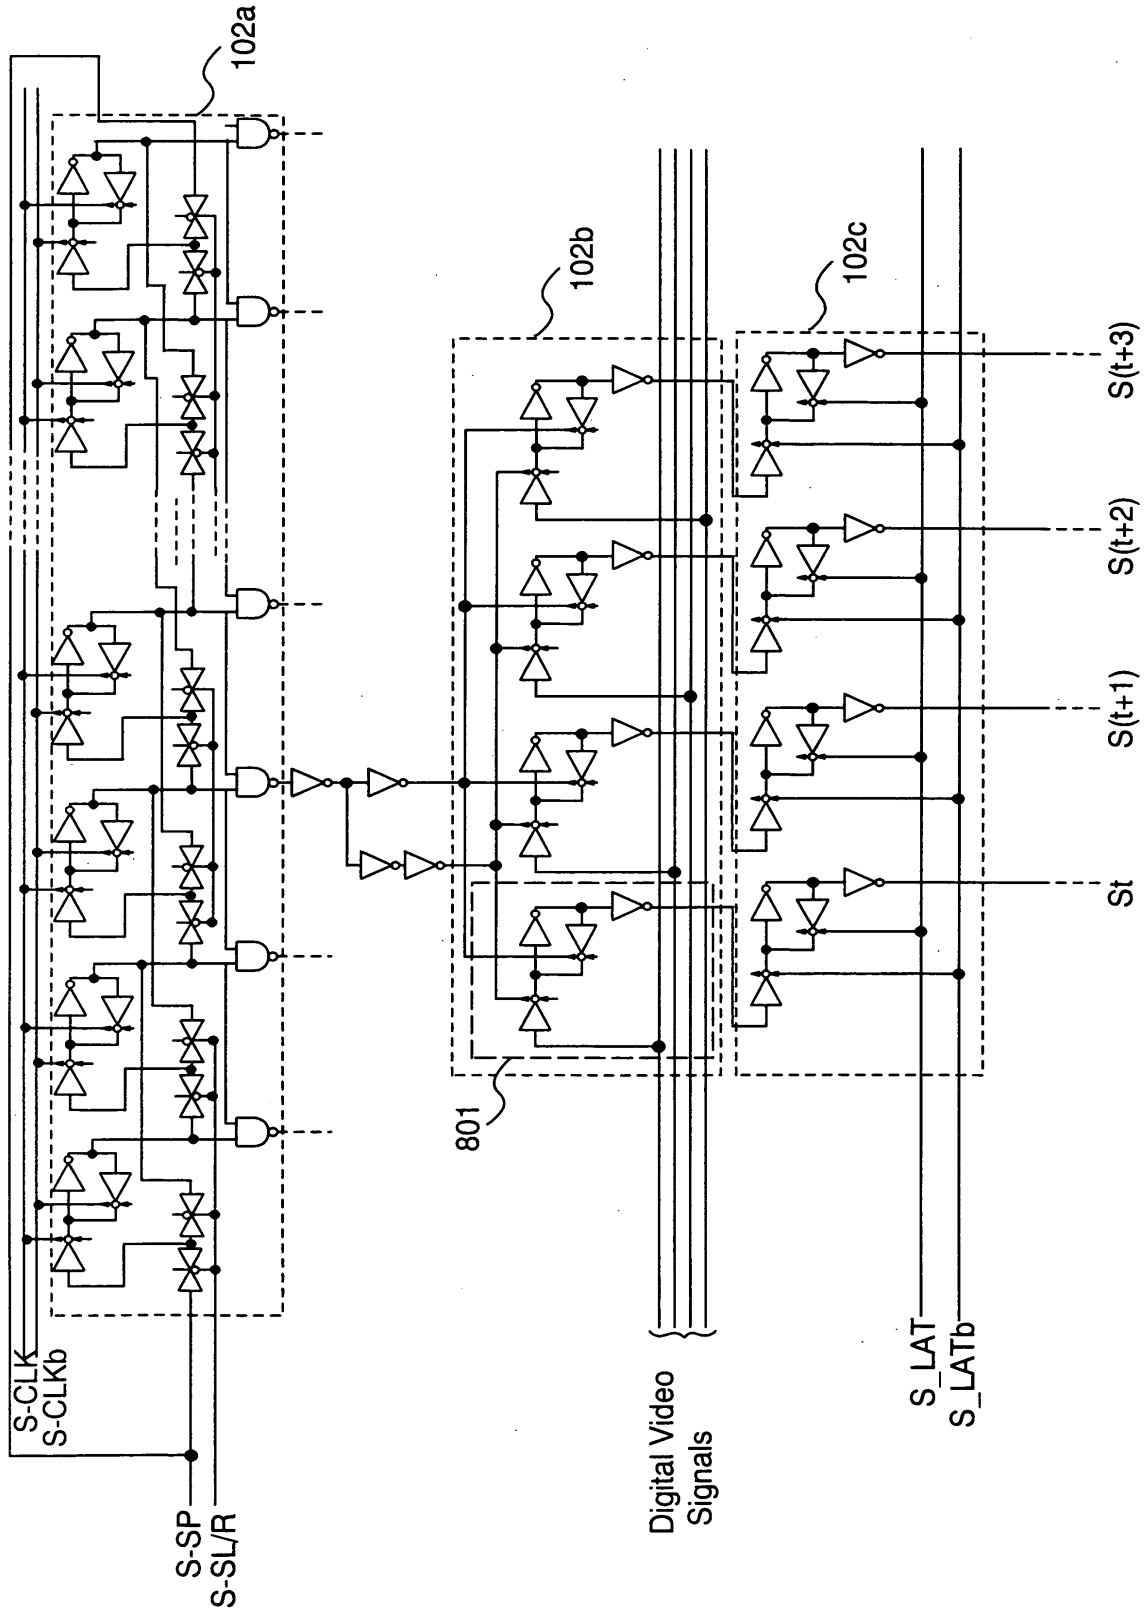 S-CLK
S-CLKb
S-SP
S-SL/R
102a
102b
102c
801
Digital Video
Signals
S_LAT
S_LATb
St
S(t+1)
S(t+2)
S(t+3)